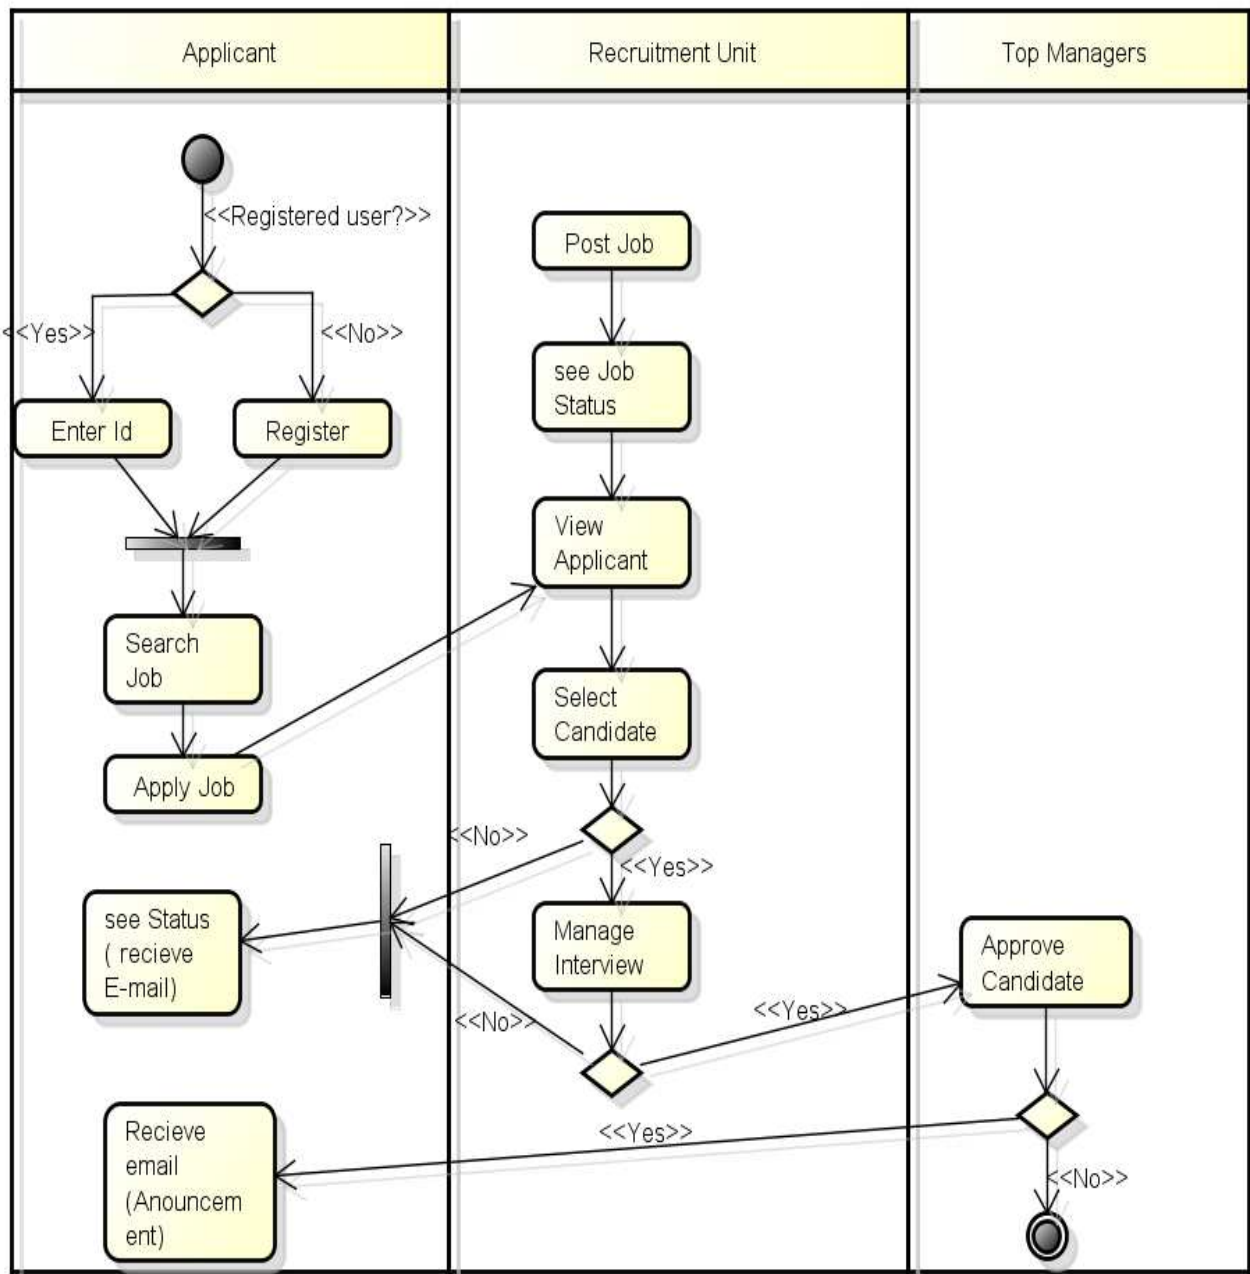 Applicant
Recruitment Unit
Top Managers
<<Registered user?>>
<<Yes>>
<<No>>
Enter Id
Register
Search
Job
Apply Job
see Status
( recieve
E-mail)
Recieve
email
(Anouncem
ent)
Post Job
see Job
Status
View
Applicant
Select
Candidate
<<No>>
<<Yes>>
Manage
Interview
<<No>>
<<Yes>>
<<Yes>>
Approve
Candidate
<<No>>